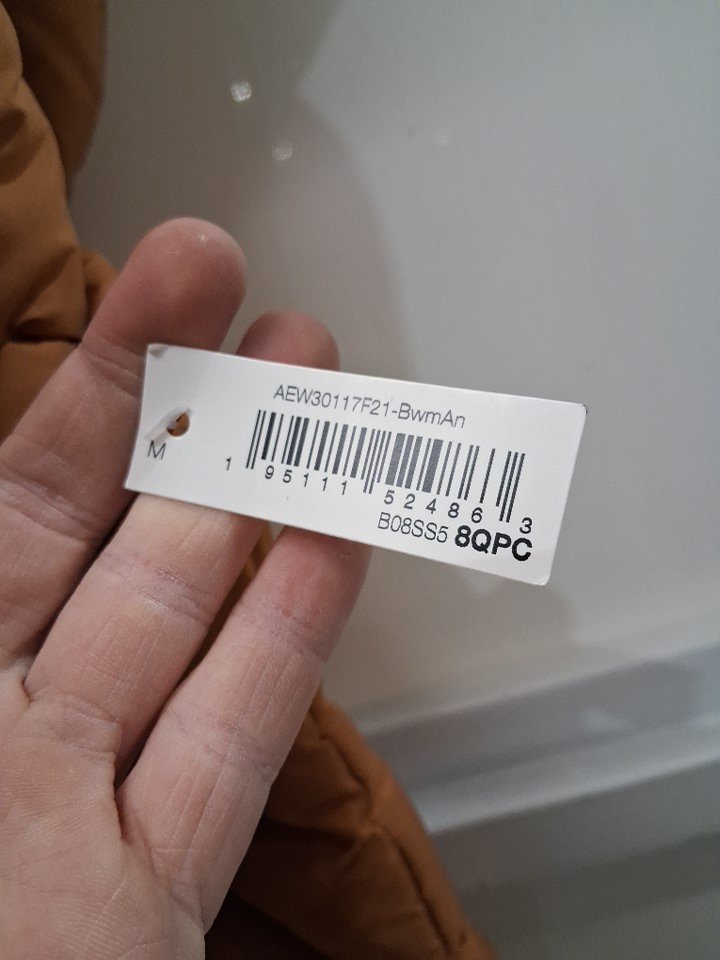 AEW30117F21-BwmAn
M
1 95111 52486 3
B08SS5 8QPC